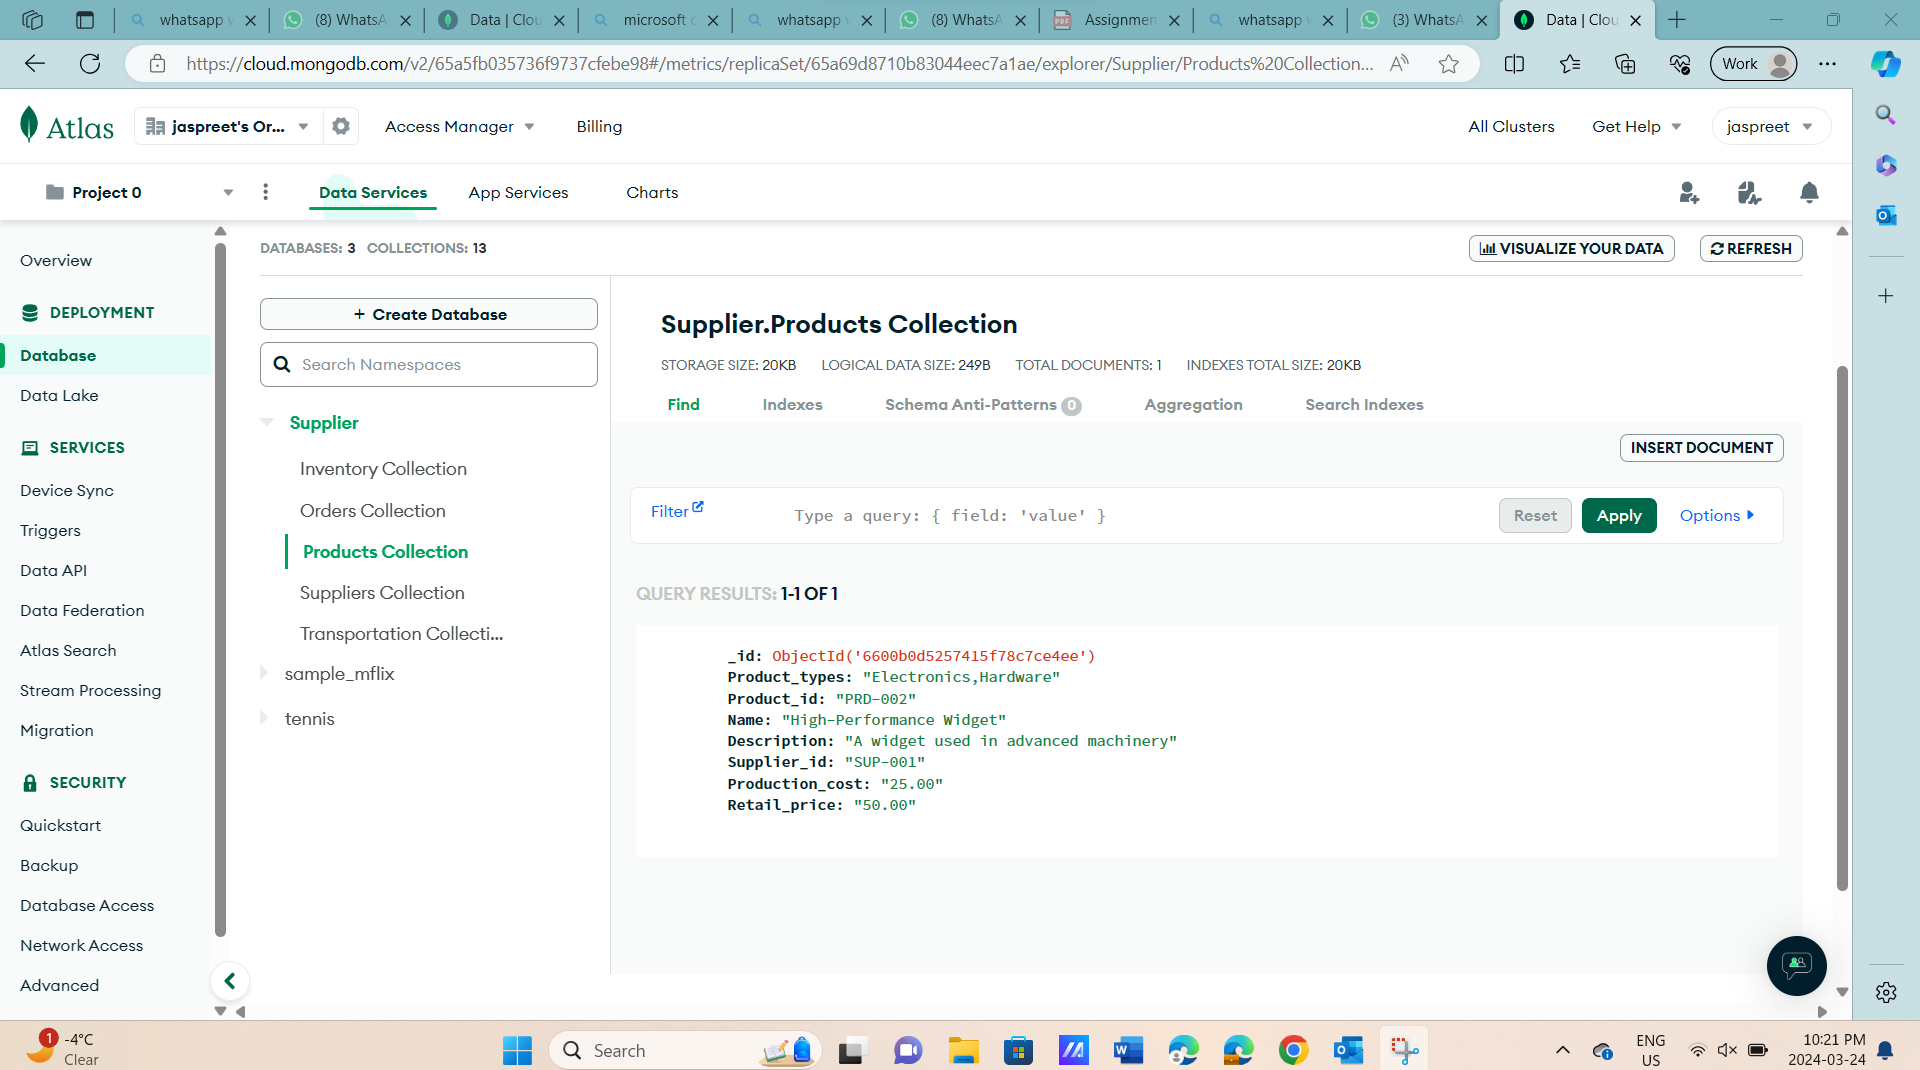 whatsapp w
(8) WhatsA
Data | Clou
microsoft c
whatsapp v
(8) WhatsA
Assignmen
whatsapp
(3) WhatsA
Data | Clou
https://cloud.mongodb.com/v2/65a5fb035736f9737cfebe98#/metrics/replicaSet/65a69d8710b83044eec7a1ae/explorer/Supplier/Products%20Collection...
Work
Atlas
jaspreet's Or...
Access Manager
Billing
All Clusters
Get Help
jaspreet
Project 0
Data Services
App Services
Charts
Overview
DEPLOYMENT
Database
Data Lake
SERVICES
Device Sync
Triggers
Data API
Data Federation
Atlas Search
Stream Processing
Migration
SECURITY
Quickstart
Backup
Database Access
Network Access
Advanced
DATABASES: 3 COLLECTIONS: 13
VISUALIZE YOUR DATA
REFRESH
+ Create Database
Search Namespaces
Supplier
Inventory Collection
Orders Collection
Products Collection
Suppliers Collection
Transportation Collecti...
sample_mflix
tennis
Supplier.Products Collection
STORAGE SIZE: 20KB LOGICAL DATA SIZE: 249B TOTAL DOCUMENTS: 1 INDEXES TOTAL SIZE: 20KB
Find Indexes Schema Anti-Patterns 0 Aggregation Search Indexes
INSERT DOCUMENT
Filter
Type a query: { field: 'value' }
Reset
Apply
Options
QUERY RESULTS: 1-1 OF 1
_id: ObjectId('6600b0d5257415f78c7ce4ee')
Product_types: "Electronics,Hardware"
Product_id: "PRD-002"
Name: "High-Performance Widget"
Description: "A widget used in advanced machinery"
Supplier_id: "SUP-001"
Production_cost: "25.00"
Retail_price: "50.00"
1
-4°C
Clear
Search
ENG
US
10:21 PM
2024-03-24